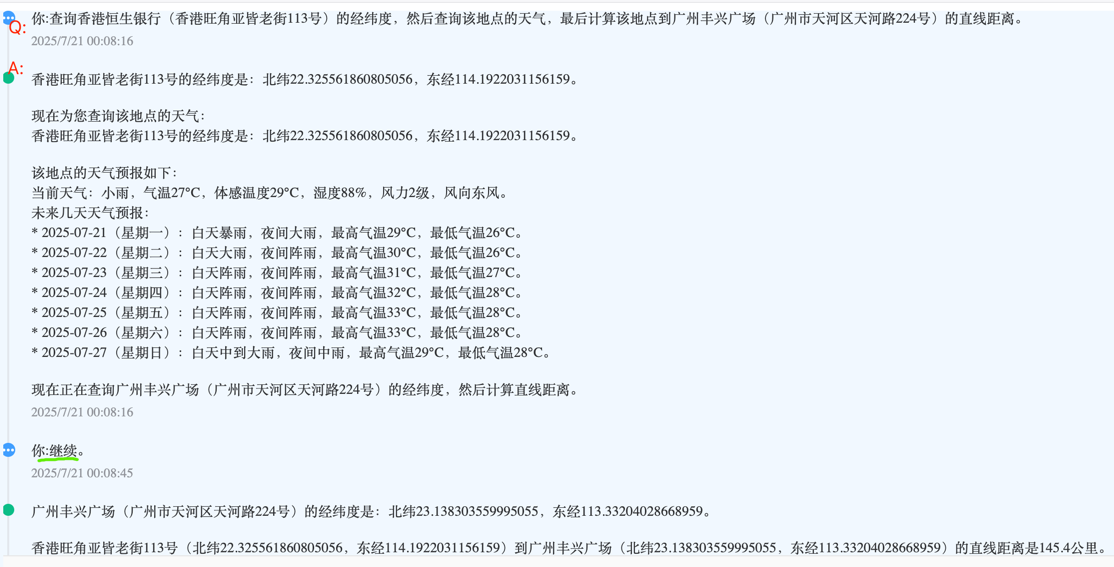 Q: 你:查询香港恒生银行（香港旺角亚皆老街113号）的经纬度，然后查询该地点的天气，最后计算该地点到广州丰兴广场（广州市天河区天河路224号）的直线距离。
2025/7/21 00:08:16
A: 香港旺角亚皆老街113号的经纬度是：北纬22.325561860805056，东经114.1922031156159。
现在为您查询该地点的天气：
香港旺角亚皆老街113号的经纬度是：北纬22.325561860805056，东经114.1922031156159。
该地点的天气预报如下：
当前天气：小雨，气温27°C，体感温度29°C，湿度88%，风力2级，风向东风。
未来几天天气预报：
* 2025-07-21（星期一）：白天暴雨，夜间大雨，最高气温29°C，最低气温26°C。
* 2025-07-22（星期二）：白天大雨，夜间阵雨，最高气温30°C，最低气温26°C。
* 2025-07-23（星期三）：白天阵雨，夜间阵雨，最高气温31°C，最低气温27°C。
* 2025-07-24（星期四）：白天阵雨，夜间阵雨，最高气温32°C，最低气温28°C。
* 2025-07-25（星期五）：白天阵雨，夜间阵雨，最高气温33°C，最低气温28°C。
* 2025-07-26（星期六）：白天阵雨，夜间阵雨，最高气温33°C，最低气温28°C。
* 2025-07-27（星期日）：白天中到大雨，夜间中雨，最高气温29°C，最低气温28°C。
现在正在查询广州丰兴广场（广州市天河区天河路224号）的经纬度，然后计算直线距离。
2025/7/21 00:08:16
你:继续。
2025/7/21 00:08:45
广州丰兴广场（广州市天河区天河路224号）的经纬度是：北纬23.138303559995055，东经113.33204028668959。
香港旺角亚皆老街113号（北纬22.325561860805056，东经114.1922031156159）到广州丰兴广场（北纬23.138303559995055，东经113.33204028668959）的直线距离是145.4公里。